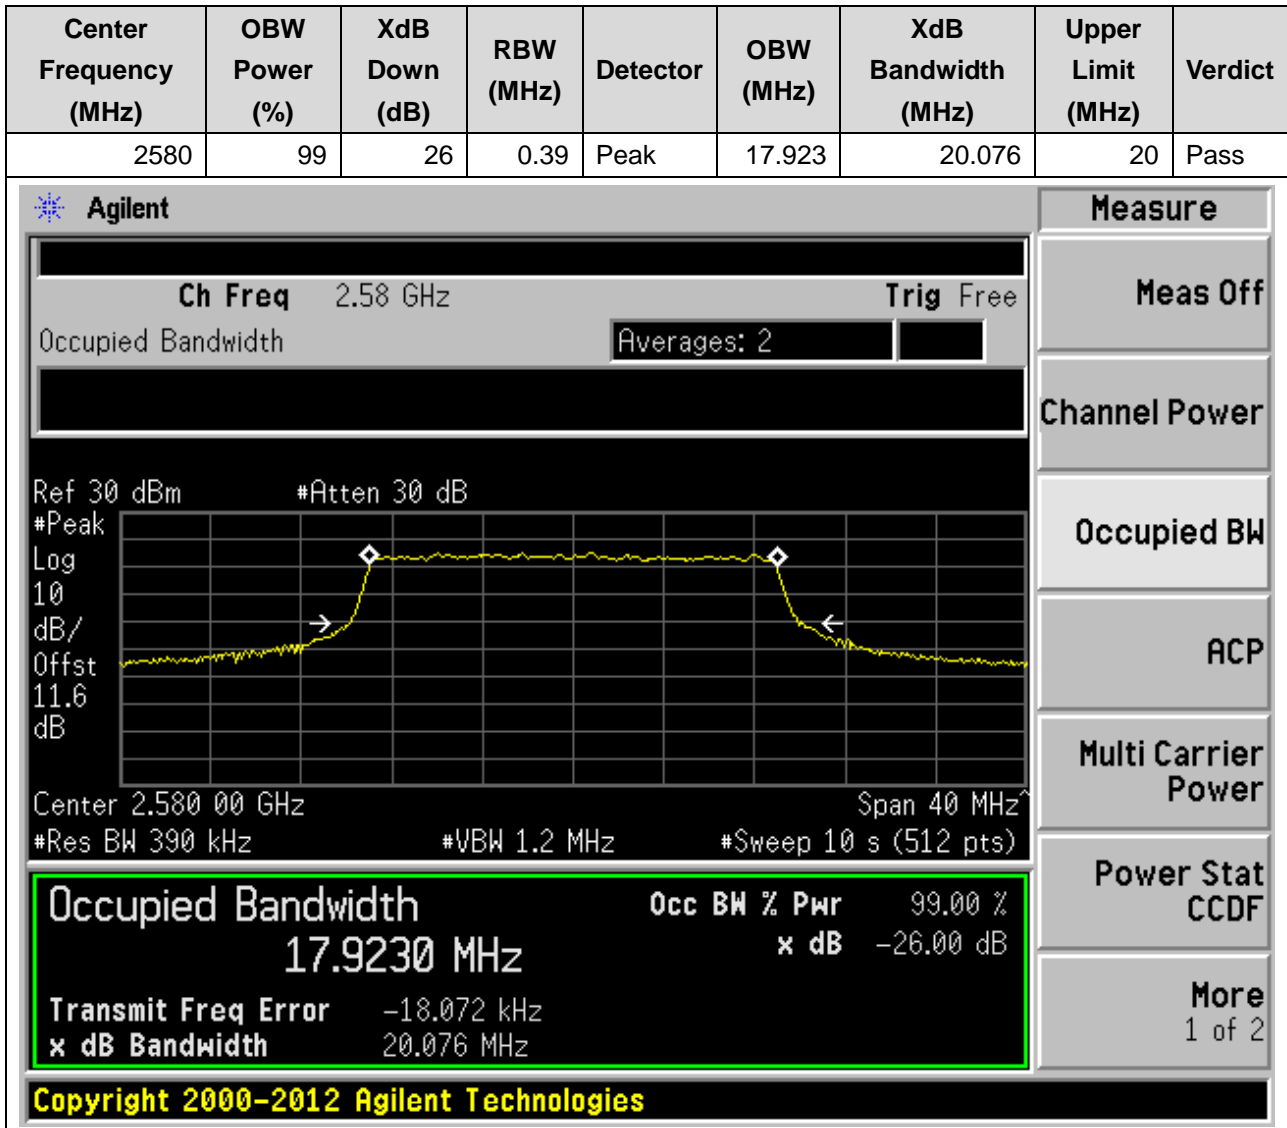 Center Frequency (MHz) OBW Power (%) XdB Down (dB) RBW (MHz) Detector OBW (MHz) XdB Bandwidth (MHz) Upper Limit (MHz) Verdict
2580 99 26 0.39 Peak 17.923 20.076 20 Pass
Agilent
Measure
Ch Freq 2.58 GHz Trig Free
Meas Off
Occupied Bandwidth Averages: 2
Channel Power
Ref 30 dBm #Atten 30 dB
#Peak
Log
10
dB/
Offst
11.6
dB
Occupied BW
ACP
Multi Carrier
Power
Center 2.580 00 GHz Span 40 MHz^
#Res BW 390 kHz #VBW 1.2 MHz #Sweep 10 s (512 pts)
Power Stat
CCDF
Occupied Bandwidth Occ BW % Pwr 99.00 %
17.9230 MHz x dB -26.00 dB
Transmit Freq Error -18.072 kHz
x dB Bandwidth 20.076 MHz
More
1 of 2
Copyright 2000-2012 Agilent Technologies